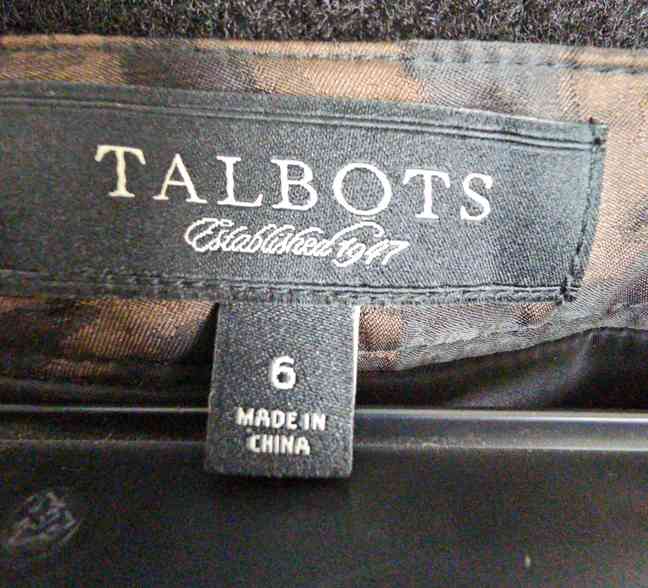 TALBOTS
Established 1947
6
MADE IN
CHINA